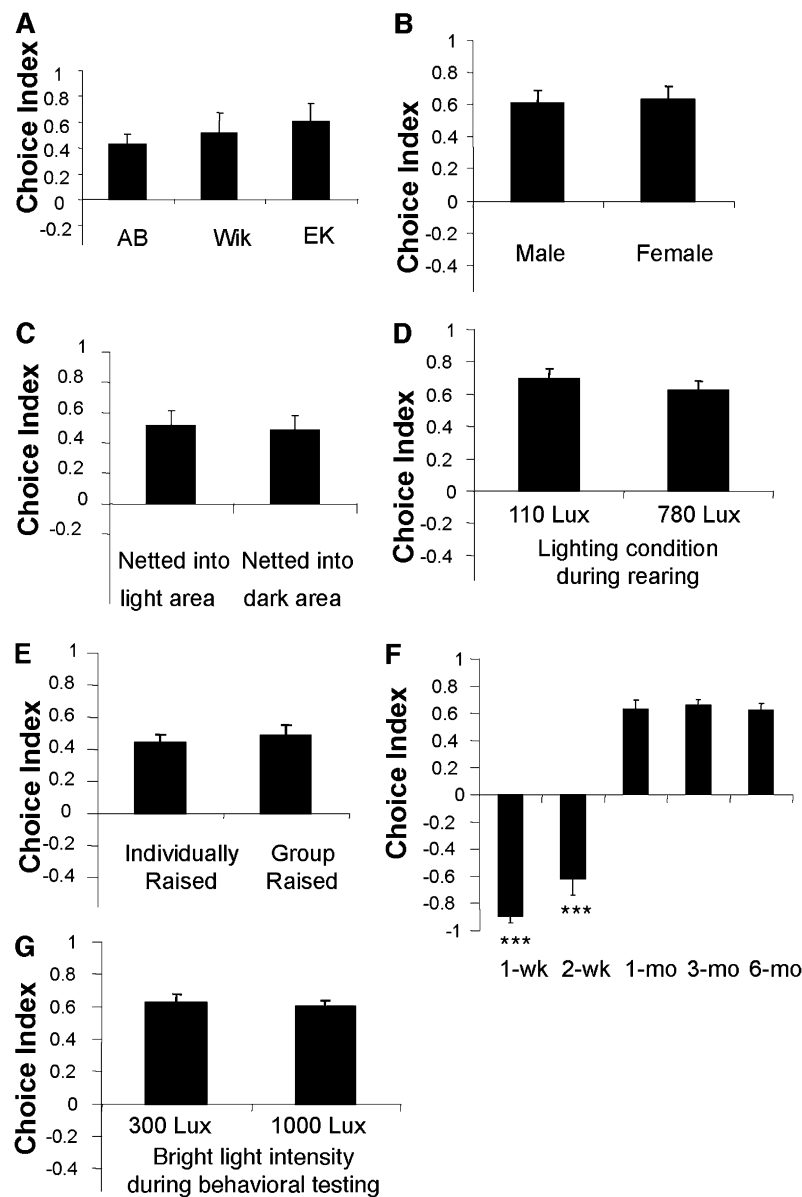 A
Choice Index
1
0.8
0.6
0.4
0.2
0
-0.2
AB Wik EK
B
Choice Index
1
0.8
0.6
0.4
0.2
0
-0.2
-0.4
Male Female
C
Choice Index
1
0.8
0.6
0.4
0.2
0
-0.2
Netted into Netted into
light area dark area
D
Choice Index
1
0.8
0.6
0.4
0.2
0
-0.2
-0.4
110 Lux 780 Lux
Lighting condition
during rearing
E
Choice Index
1
0.8
0.6
0.4
0.2
0
-0.2
-0.4
Individually Group
Raised Raised
F
Choice Index
1
0.8
0.6
0.4
0.2
0
-0.2
-0.4
-0.6
-0.8
-1
*** ***
1-wk 2-wk 1-mo 3-mo 6-mo
G
Choice Index
1
0.8
0.6
0.4
0.2
0
-0.2
-0.4
300 Lux 1000 Lux
Bright light intensity
during behavioral testing